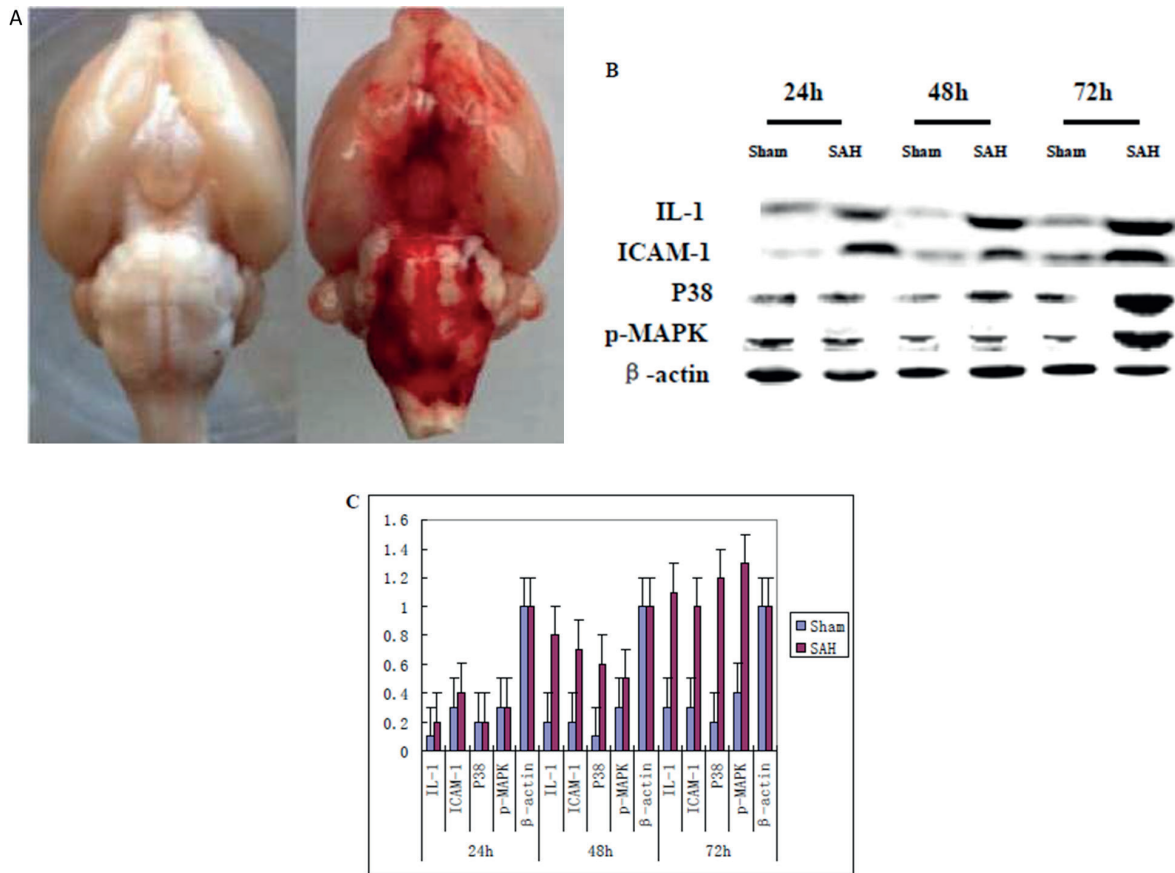 A
B
24h 48h 72h
Sham SAH Sham SAH Sham SAH
IL-1
ICAM-1
P38
p-MAPK
β-actin
C
1.6
1.4
1.2
1
0.8
0.6
0.4
0.2
0
Sham
SAH
IL-1 ICAM-1 P38 p-MAPK β-actin IL-1 ICAM-1 P38 p-MAPK β-actin IL-1 ICAM-1 P38 p-MAPK β-actin
24h 48h 72h